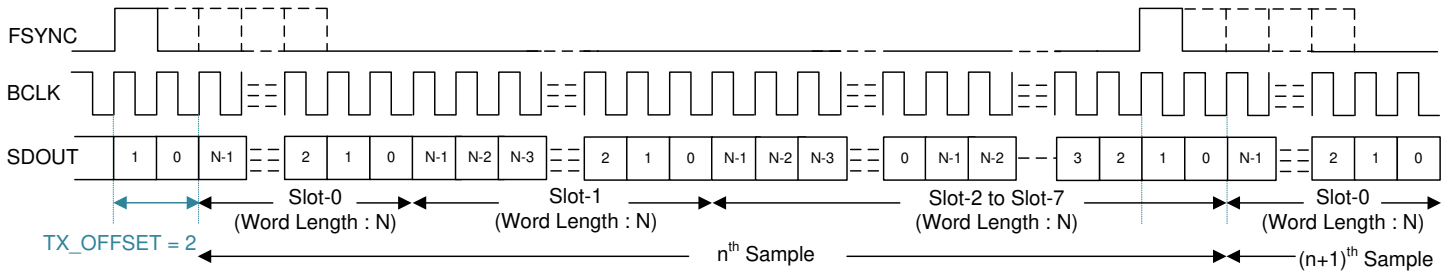 FSYNC
BCLK
SDOUT
1 0 N-1 2 1 0 N-1 N-2 N-3 2 1 0 N-1 N-2 N-3 0 N-1 N-2 3 2 1 0 N-1 2 1 0
Slot-0 Slot-1 Slot-2 to Slot-7 Slot-0
(Word Length : N) (Word Length : N) (Word Length : N) (Word Length : N)
TX_OFFSET = 2
nth Sample (n+1)th Sample